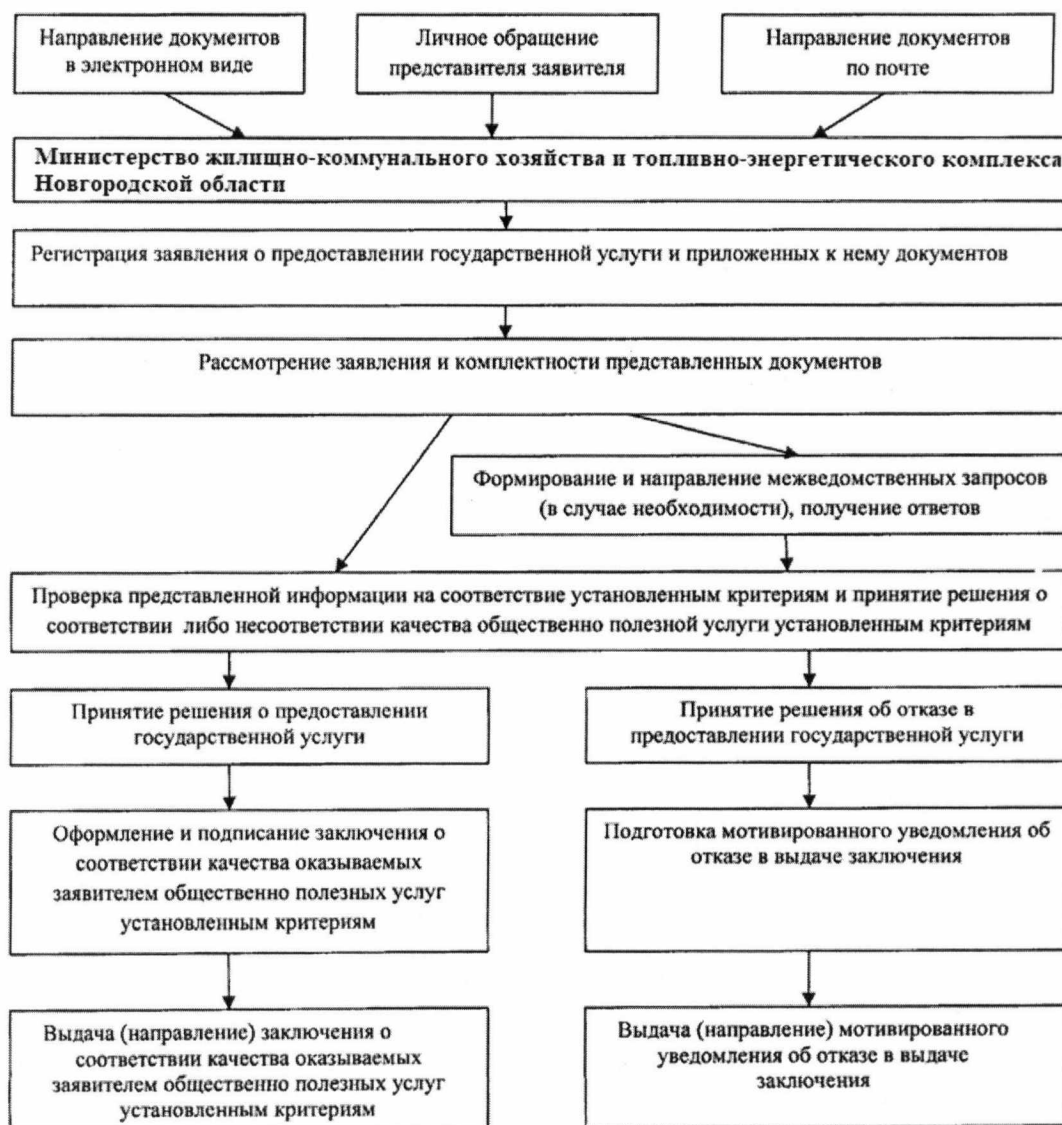 Направление документов
в электронном виде
Личное обращение
представителя заявителя
Направление документов
по почте
Министерство жилищно-коммунального хозяйства и топливно-энергетического комплекса
Новгородской области
Регистрация заявления о предоставлении государственной услуги и приложенных к нему документов
Рассмотрение заявления и комплектности представленных документов
Формирование и направление межведомственных запросов
(в случае необходимости), получение ответов
Проверка представленной информации на соответствие установленным критериям и принятие решения о
соответствии либо несоответствии качества общественно полезной услуги установленным критериям
Принятие решения о предоставлении
государственной услуги
Принятие решения об отказе в
предоставлении государственной услуги
Оформление и подписание заключения о
соответствии качества оказываемых
заявителем общественно полезных услуг
установленным критериям
Подготовка мотивированного уведомления об
отказе в выдаче заключения
Выдача (направление) заключения о
соответствии качества оказываемых
заявителем общественно полезных услуг
установленным критериям
Выдача (направление) мотивированного
уведомления об отказе в выдаче
заключения